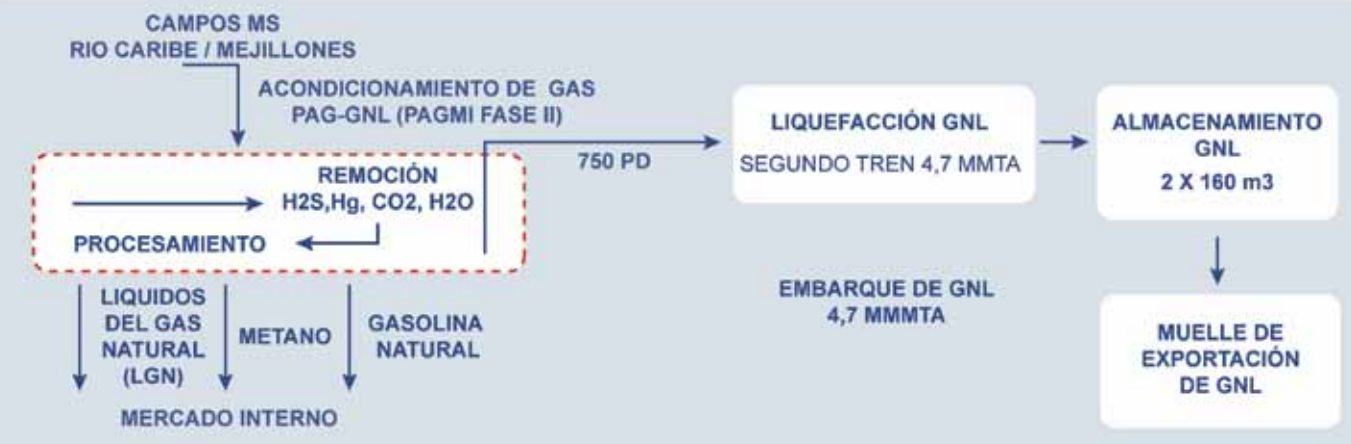 CAMPOS MS
RIO CARIBE / MEJILLONES
ACONDICIONAMIENTO DE GAS
PAG-GNL (PAGMI FASE II)
REMOCIÓN
H2S,Hg, CO2, H2O
PROCESAMIENTO
750 PD
LIQUEFACCIÓN GNL
SEGUNDO TREN 4,7 MMTA
ALMACENAMIENTO
GNL
2 X 160 m3
LIQUIDOS
DEL GAS
NATURAL
(LGN)
METANO
GASOLINA
NATURAL
MERCADO INTERNO
EMBARQUE DE GNL
4,7 MMMTA
MUELLE DE
EXPORTACIÓN
DE GNL